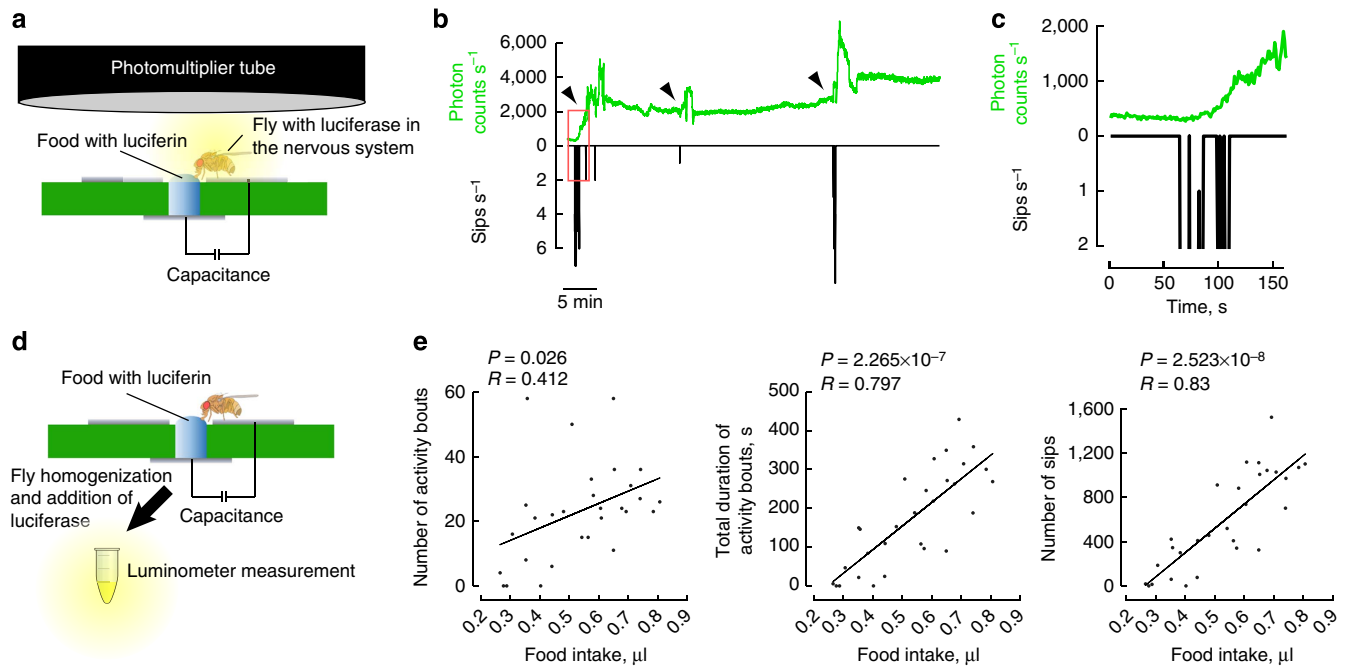 a
Photomultiplier tube
Food with luciferin
Fly with luciferase in
the nervous system
Capacitance
b
Photon
counts s⁻¹
6,000
4,000
2,000
0
2
4
6
Sips s⁻¹
5 min
c
2,000
1,000
0
1
2
Photon
counts s⁻¹
Sips s⁻¹
0
50
100
150
Time, s
d
Food with luciferin
Fly homogenization
and addition of
luciferase
Capacitance
Luminometer measurement
e
P = 0.026
R = 0.412
Number of activity bouts
60
40
20
0
0.2 0.3 0.4 0.5 0.6 0.7 0.8 0.9
Food intake, µl
P = 2.265×10⁻⁷
R = 0.797
Total duration of
activity bouts, s
500
400
300
200
100
0
0.2 0.3 0.4 0.5 0.6 0.7 0.8 0.9
Food intake, µl
P = 2.523×10⁻⁸
R = 0.83
Number of sips
1,600
1,200
800
400
0
0.2 0.3 0.4 0.5 0.6 0.7 0.8 0.9
Food intake, µl